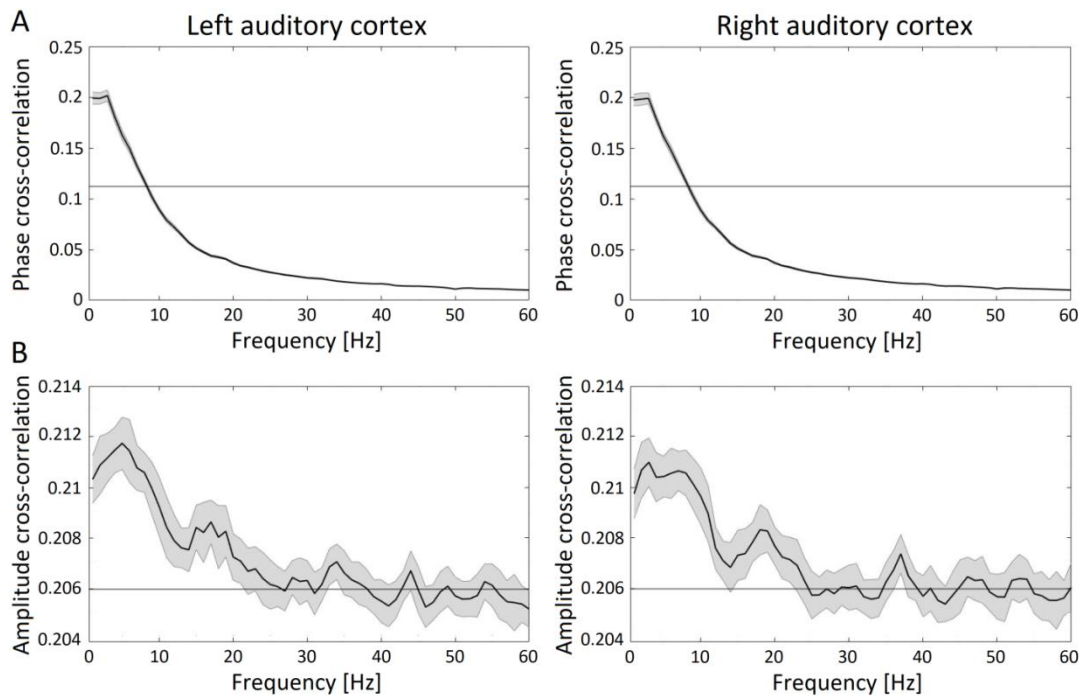 A
Left auditory cortex
Right auditory cortex
Phase cross-correlation
0.25
0.2
0.15
0.1
0.05
0
0 10 20 30 40 50 60
Frequency [Hz]
Phase cross-correlation
0.25
0.2
0.15
0.1
0.05
0
0 10 20 30 40 50 60
Frequency [Hz]
B
Amplitude cross-correlation
0.214
0.212
0.21
0.208
0.206
0.204
0 10 20 30 40 50 60
Frequency [Hz]
Amplitude cross-correlation
0.214
0.212
0.21
0.208
0.206
0.204
0 10 20 30 40 50 60
Frequency [Hz]